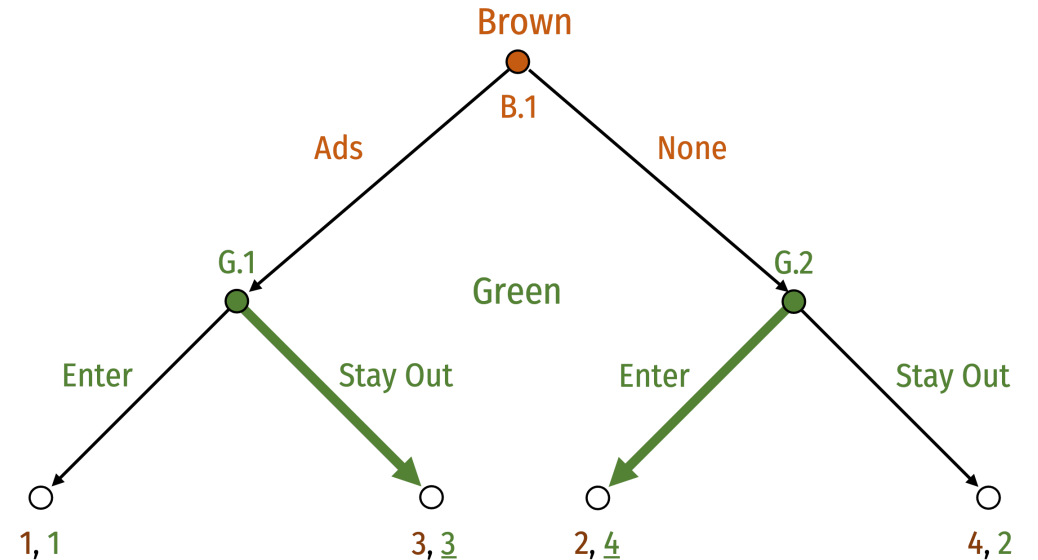 Brown
B.1
Ads
None
G.1
G.2
Green
Enter
Stay Out
Enter
Stay Out
1, 1
3, 3
2, 4
4, 2